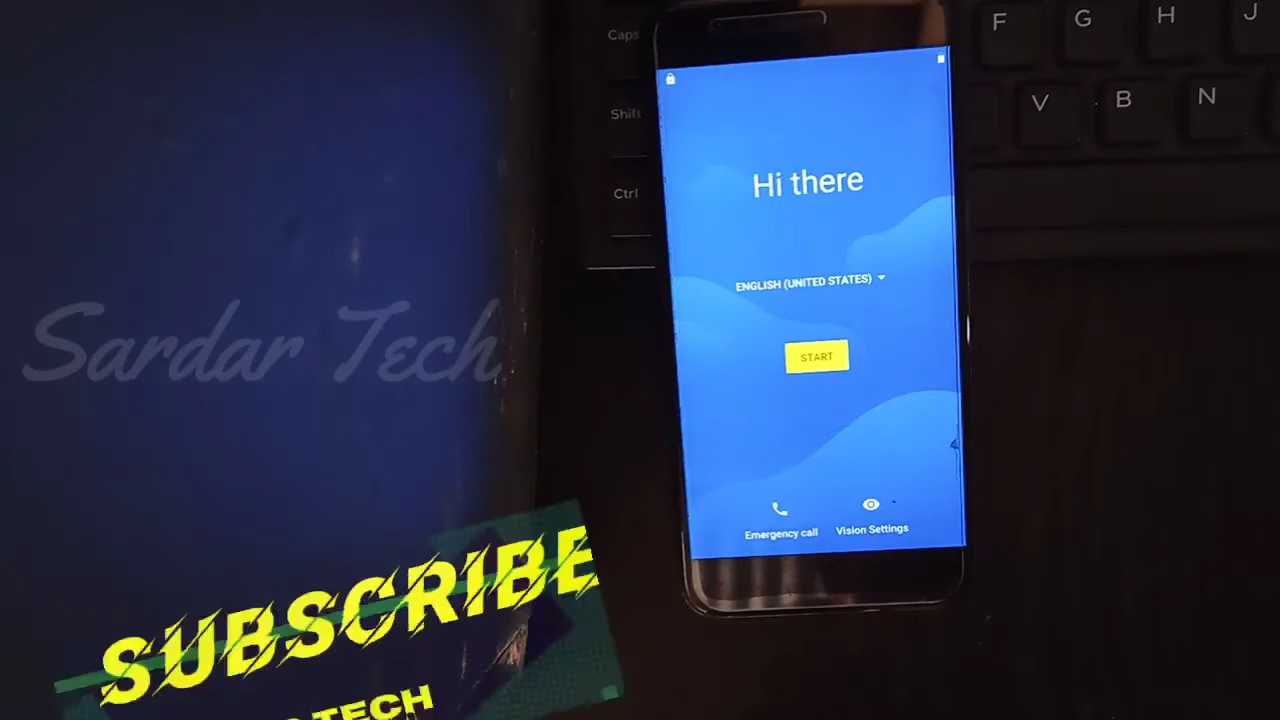 Caps
F G H J
Shift
V B N
Ctrl
Hi there
ENGLISH (UNITED STATES)
START
Emergency call
Vision Settings
Sardar Tech
SUBSCRIBE
TECH